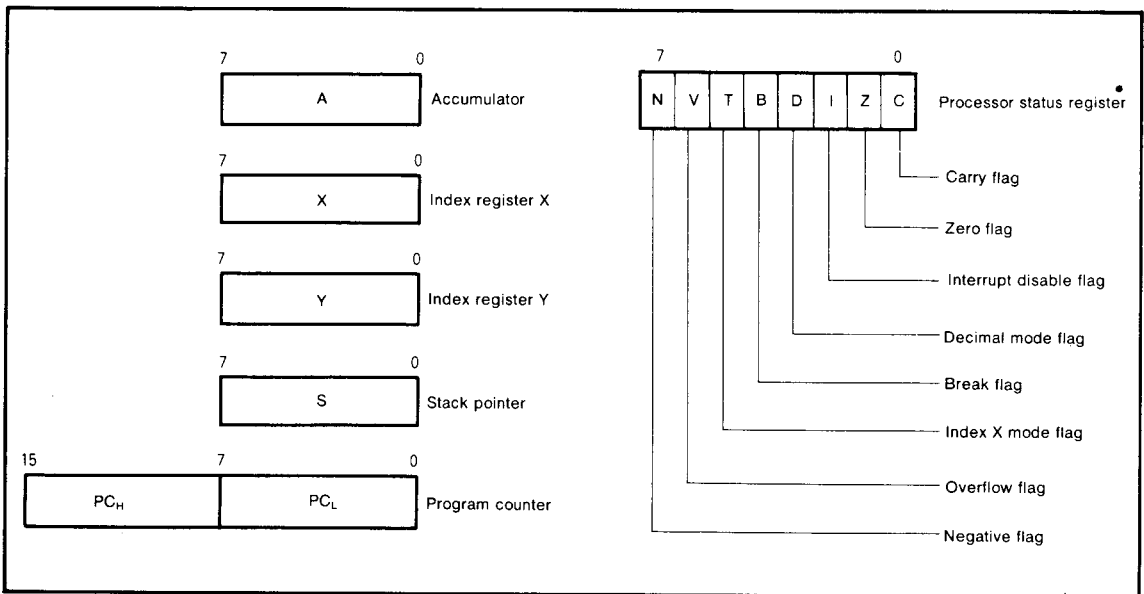 7 0
A Accumulator
7 0
X Index register X
7 0
Y Index register Y
7 0
S Stack pointer
15 7 0
PCH PCL Program counter
7 0
N V T B D I Z C Processor status register
Carry flag
Zero flag
Interrupt disable flag
Decimal mode flag
Break flag
Index X mode flag
Overflow flag
Negative flag